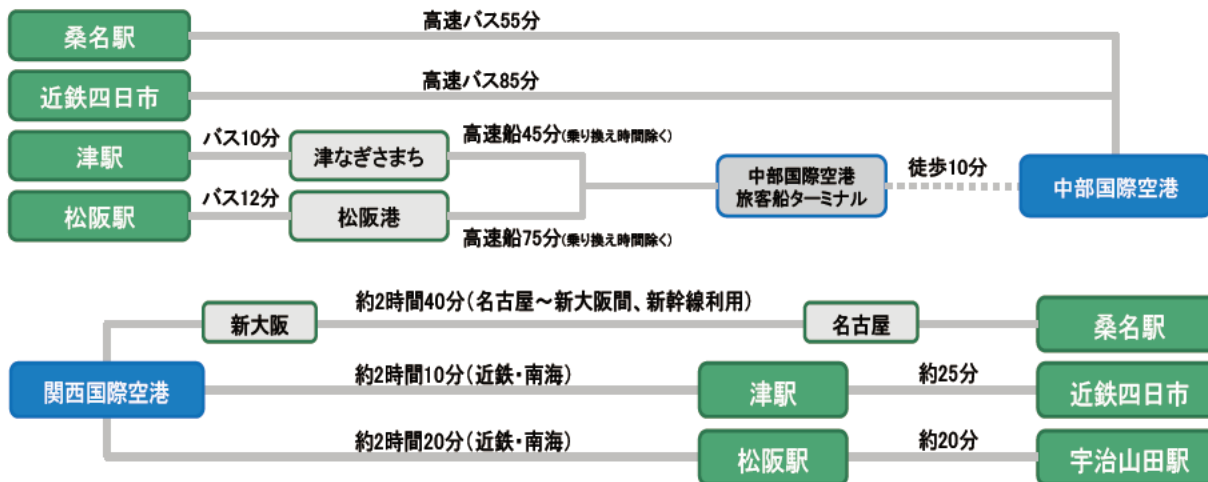 高速バス55分
桑名駅
高速バス85分
近鉄四日市
津駅
バス10分
津なぎさまち
高速船45分(乗り換え時間除く)
松阪駅
バス12分
松阪港
高速船75分(乗り換え時間除く)
中部国際空港
旅客船ターミナル
徒歩10分
中部国際空港
関西国際空港
新大阪
約2時間40分(名古屋～新大阪間、新幹線利用)
名古屋
桑名駅
約2時間10分(近鉄・南海)
津駅
約25分
近鉄四日市
約2時間20分(近鉄・南海)
松阪駅
約20分
宇治山田駅